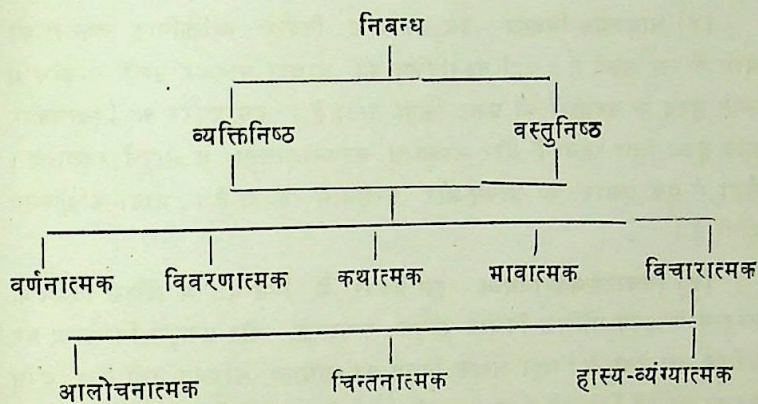 निबन्ध
व्यक्तिनिष्ठ वस्तुनिष्ठ
वर्णनात्मक विवरणात्मक कथात्मक भावात्मक विचारात्मक
आलोचनात्मक चिन्तनात्मक हास्य-व्यंग्यात्मक